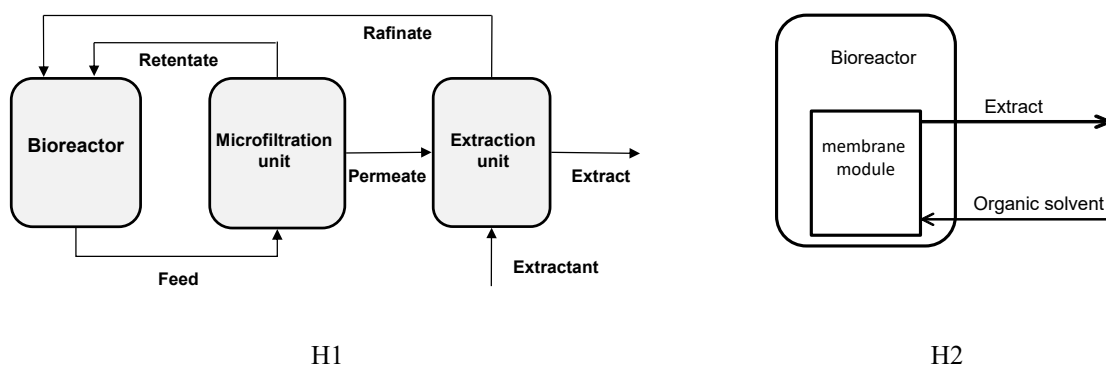 Rafinate
Retentate
Bioreactor
Microfiltration
unit
Extraction
unit
Permeate
Extract
Feed
Extractant
H1
Bioreactor
Extract
membrane
module
Organic solvent
H2